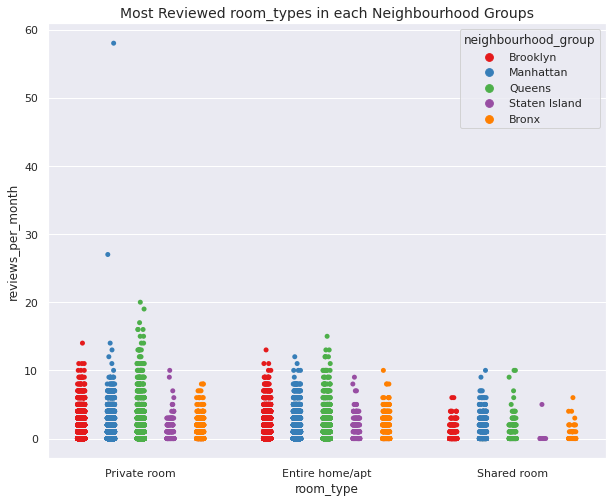 Most Reviewed room_types in each Neighbourhood Groups
neighbourhood_group
Brooklyn
Manhattan
Queens
Staten Island
Bronx
60
50
40
30
20
10
0
reviews_per_month
Private room
Entire home/apt
Shared room
room_type